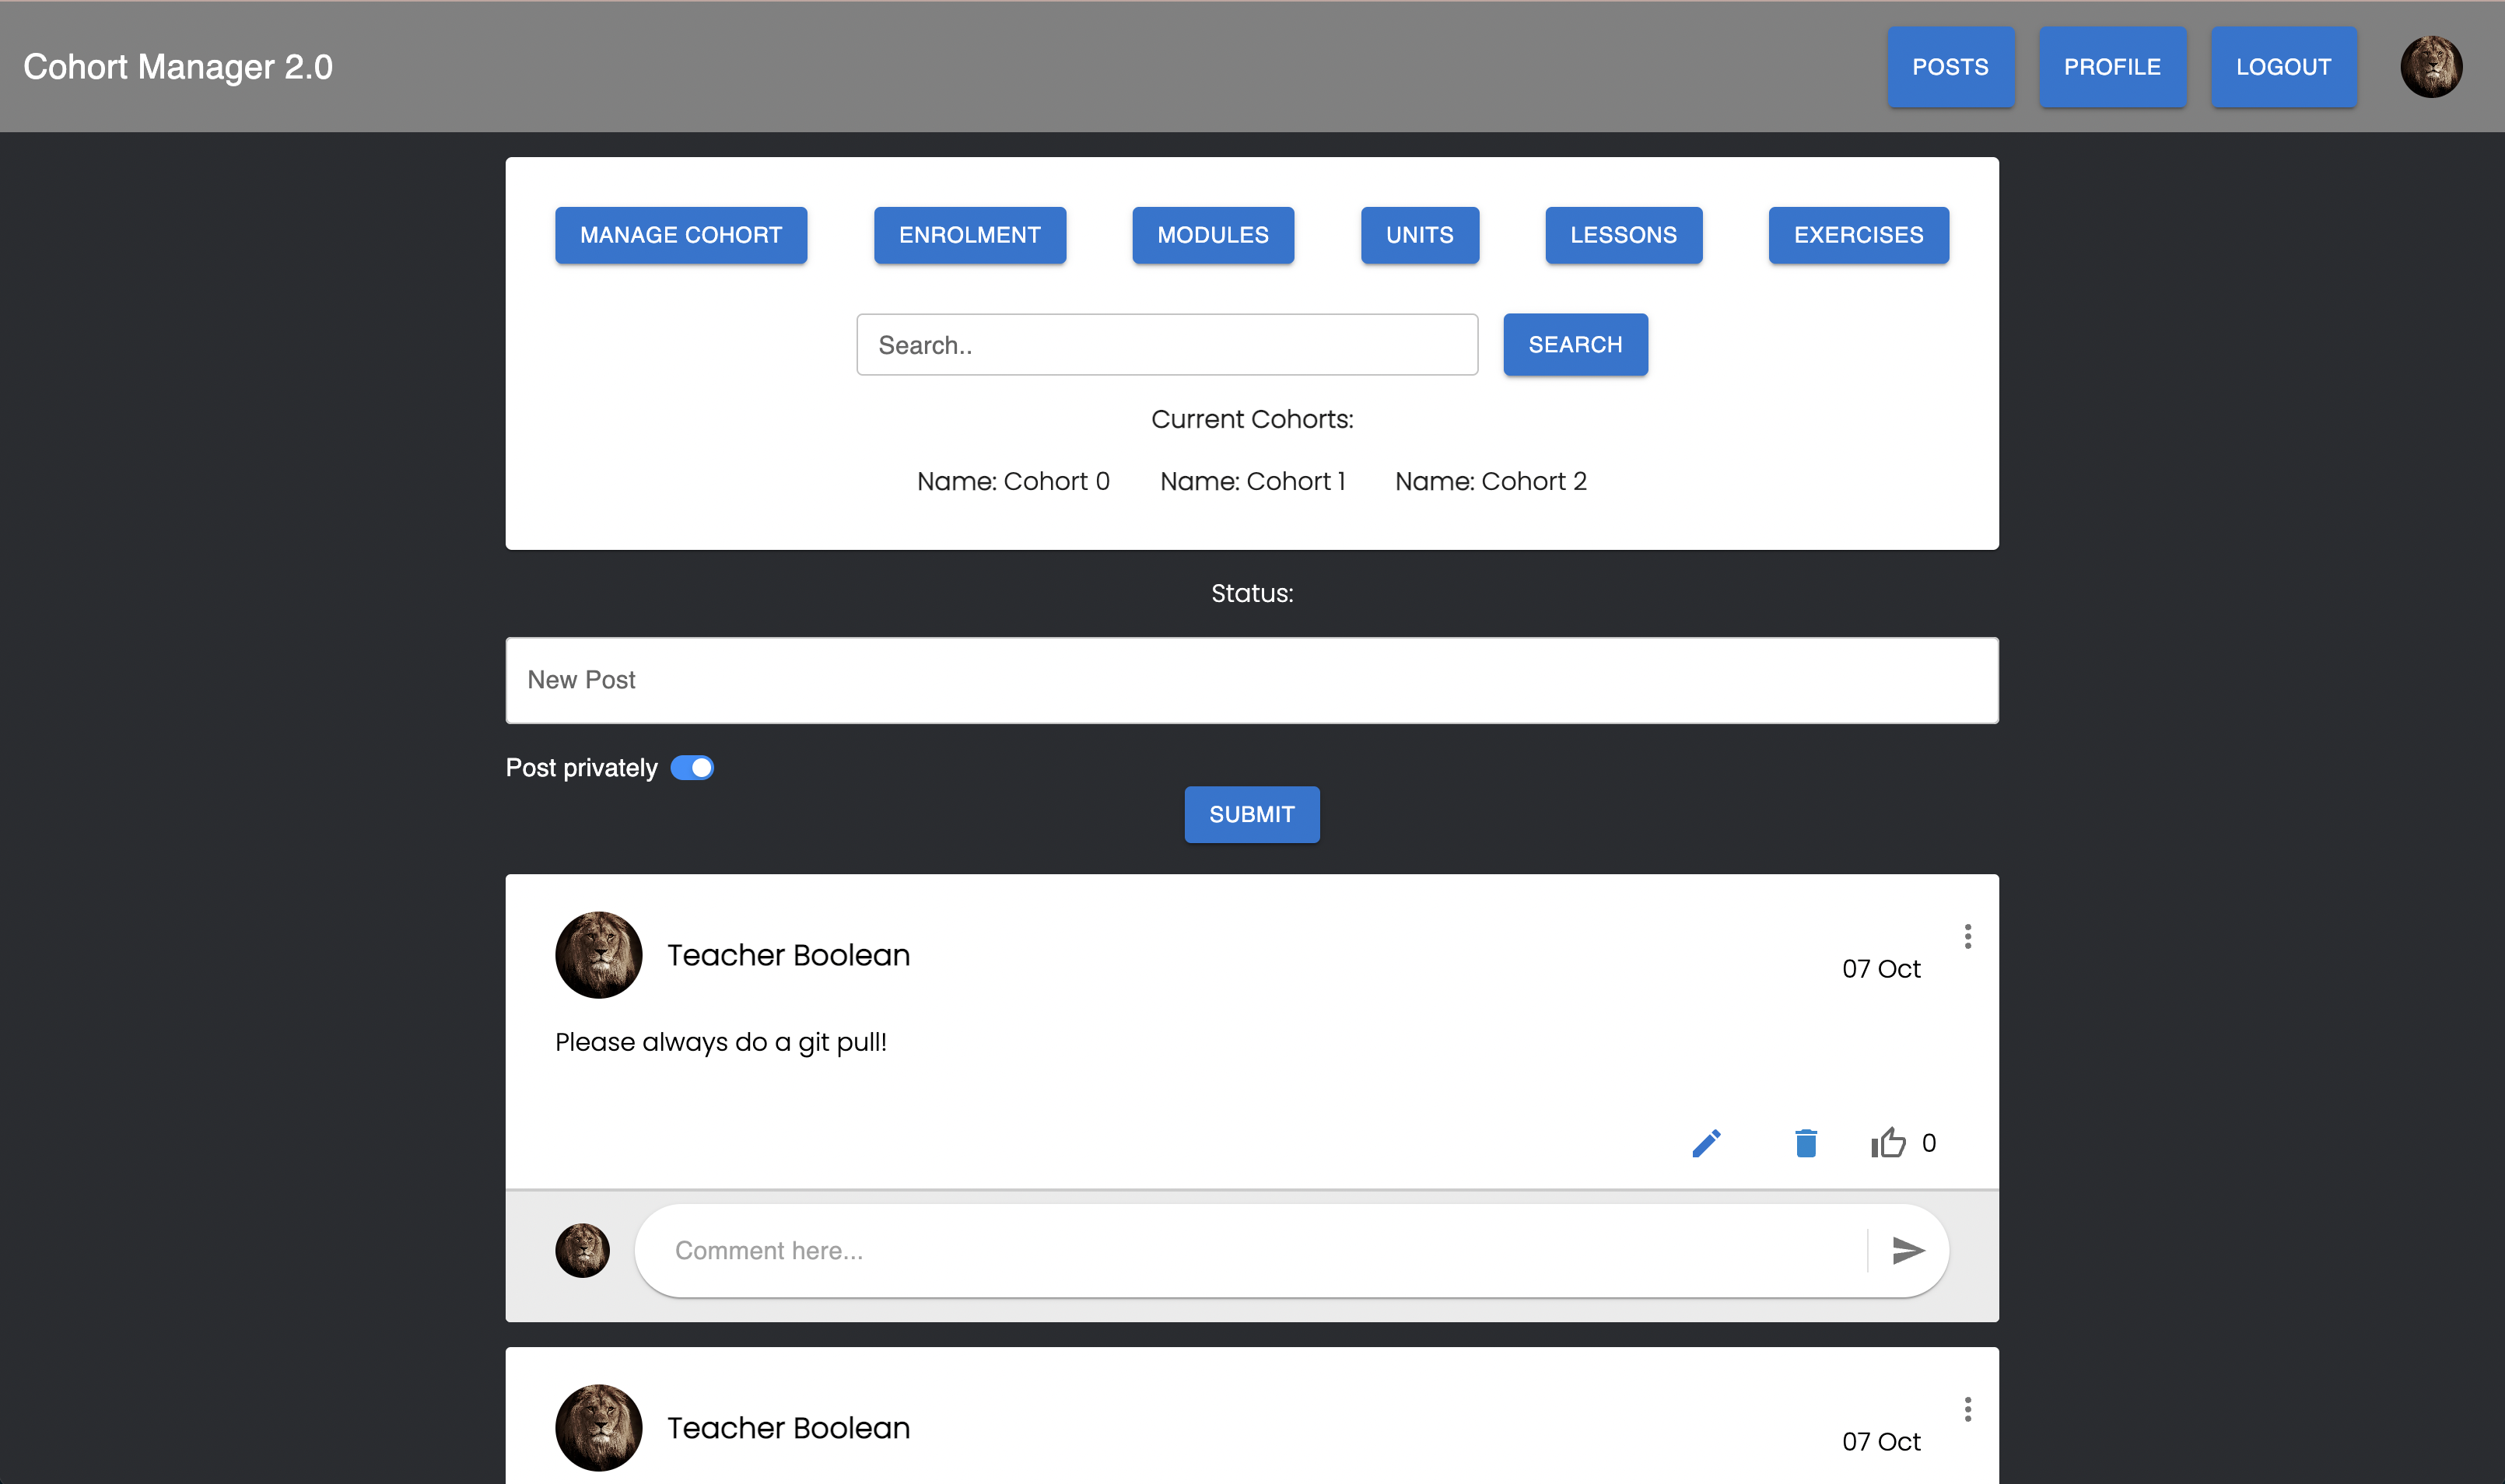 Cohort Manager 2.0
POSTS PROFILE LOGOUT
MANAGE COHORT ENROLMENT MODULES UNITS LESSONS EXERCISES
Search.. SEARCH
Current Cohorts:
Name: Cohort 0 Name: Cohort 1 Name: Cohort 2
Status:
New Post
Post privately
SUBMIT
Teacher Boolean
07 Oct
Please always do a git pull!
0
Comment here...
Teacher Boolean
07 Oct